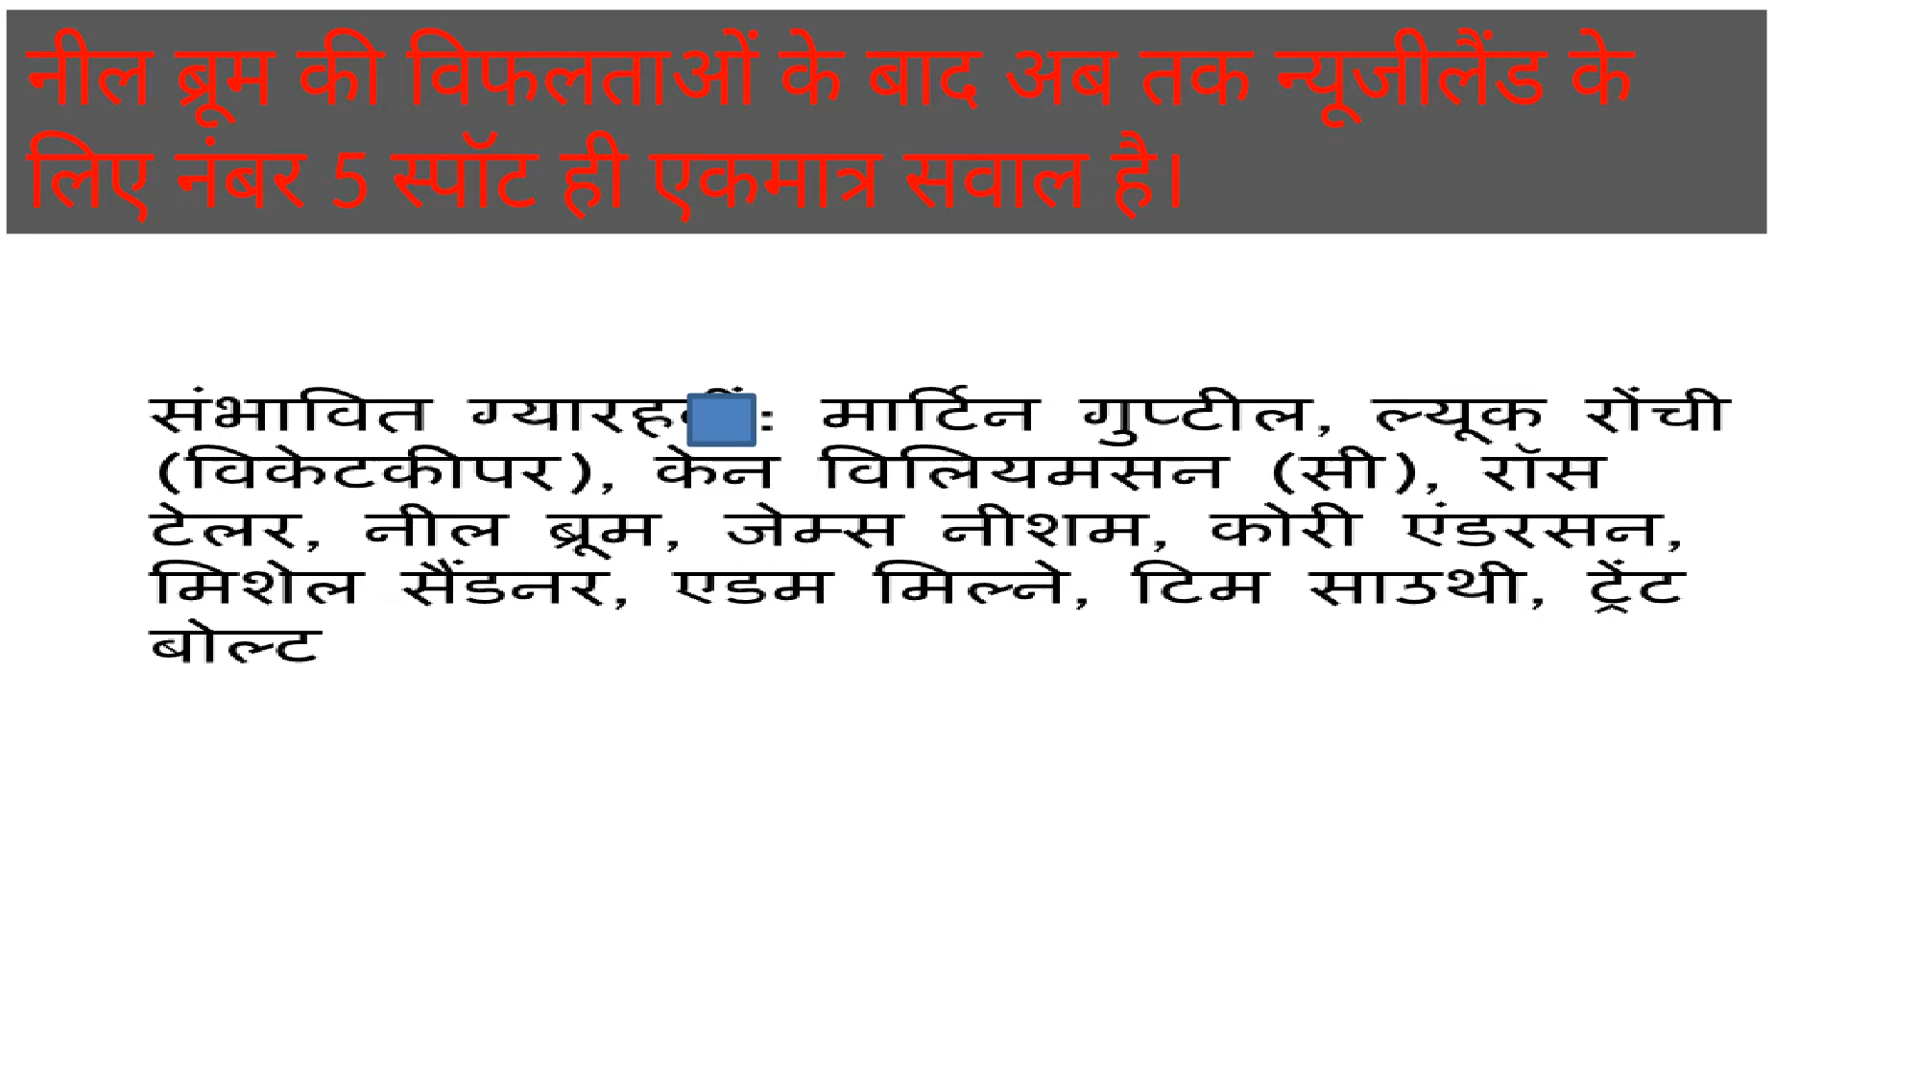 नील ब्रूम की विफलताओं के बाद अब तक न्यूजीलैंड के
लिए नंबर 5 स्पॉट ही एकमात्र सवाल है।
संभावित : मार्टिन गुप्टील, ल्यूक रोंची
(विकेटकीपर), केन विलियमसन (सी), रॉस
टेलर, नील ब्रूम, जेम्स नीशम, कोरी एंडरसन,
मिशेल सैंडनर, एडम मिल्ने, टिम साउथी, ट्रेंट
बोल्ट